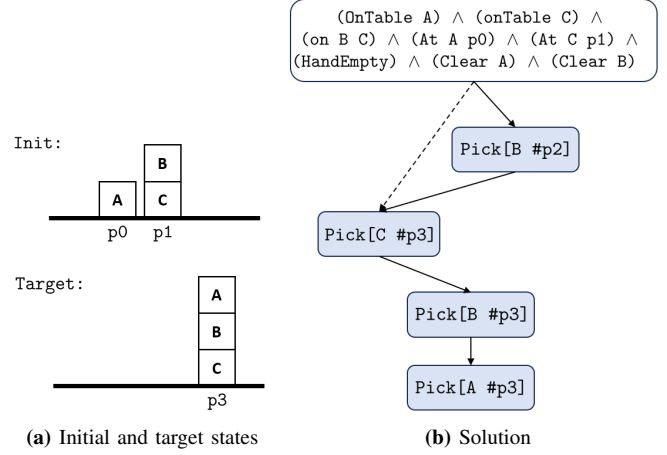 (OnTable A) ∧ (onTable C) ∧
(on B C) ∧ (At A p0) ∧ (At C p1) ∧
(HandEmpty) ∧ (Clear A) ∧ (Clear B)
Init:
B
A
C
p0
p1
Pick[B #p2]
Pick[C #p3]
Target:
A
B
C
p3
Pick[B #p3]
Pick[A #p3]
(a) Initial and target states
(b) Solution